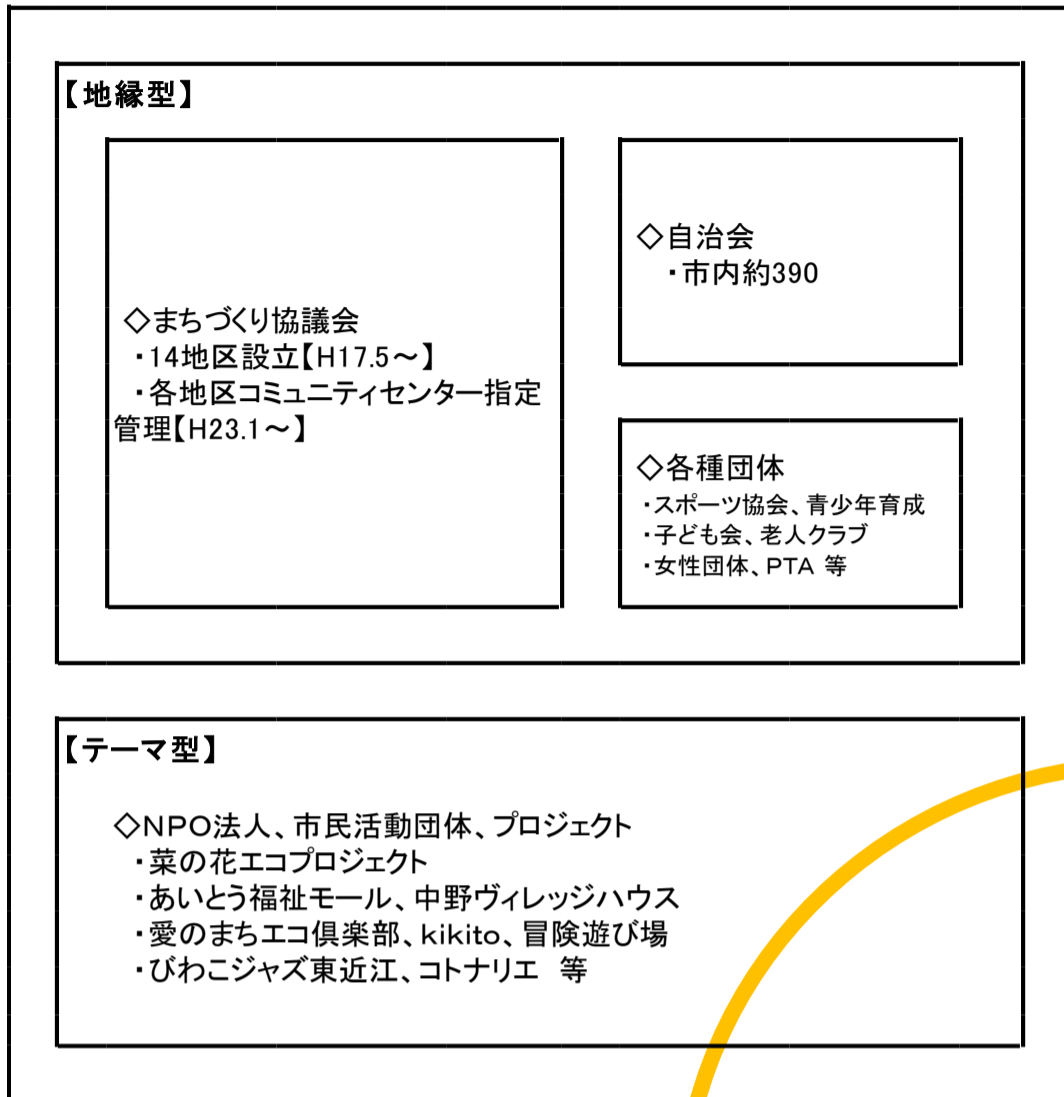 【地縁型】
◇まちづくり協議会
・14地区設立【H17.5～】
・各地区コミュニティセンター指定
管理【H23.1～】
◇自治会
・市内約390
◇各種団体
・スポーツ協会、青少年育成
・子ども会、老人クラブ
・女性団体、PTA 等
【テーマ型】
◇NPO法人、市民活動団体、プロジェクト
・菜の花エコプロジェクト
・あいとう福祉モール、中野ヴィレッジハウス
・愛のまちエコ倶楽部、kikito、冒険遊び場
・びわこジャズ東近江、コトナリエ 等